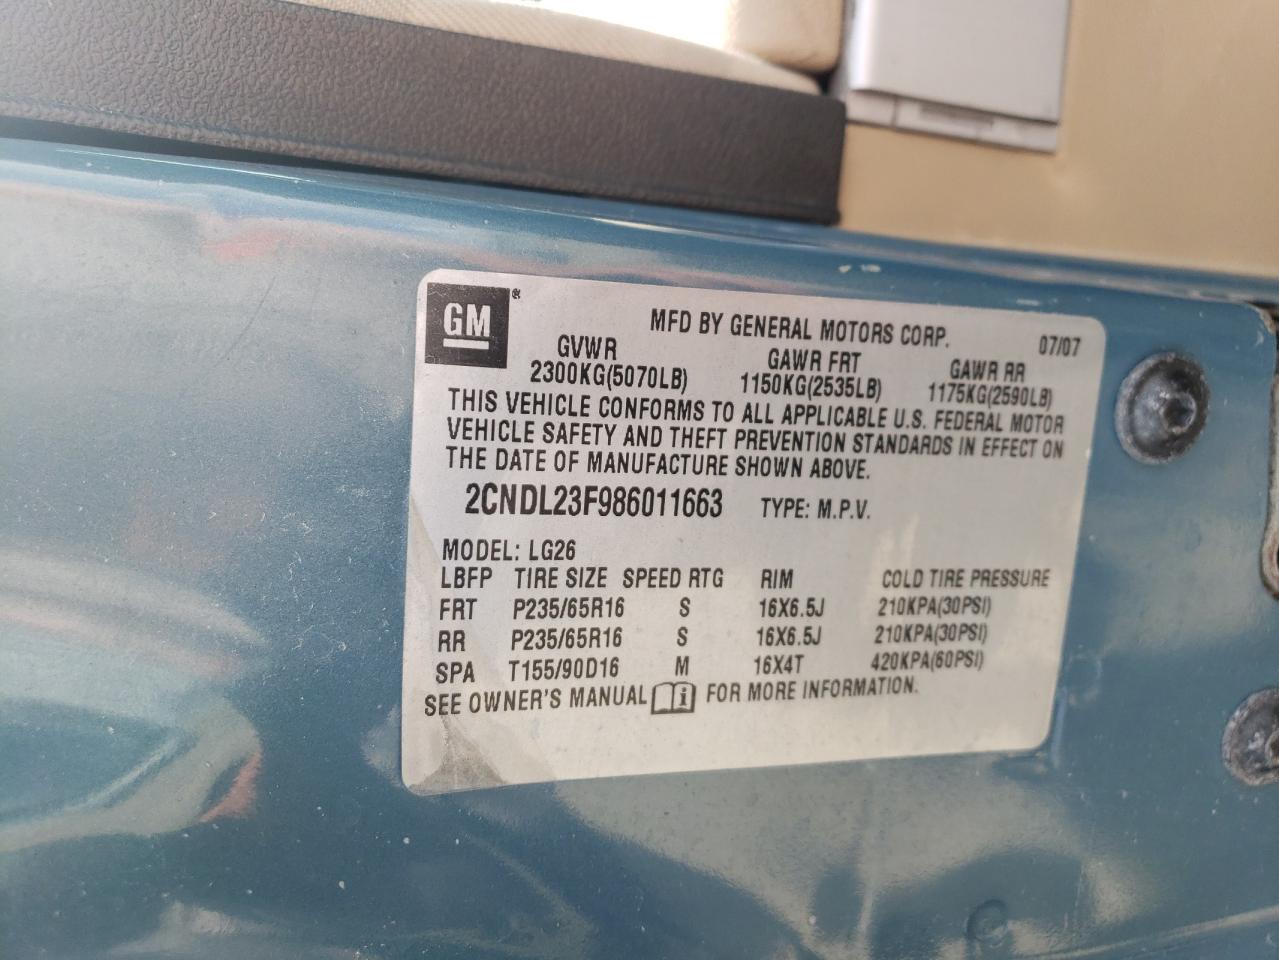 GM®
MFD BY GENERAL MOTORS CORP. 07/07
GVWR GAWR FRT GAWR RR
2300KG(5070LB) 1150KG(2535LB) 1175KG(2590LB)
THIS VEHICLE CONFORMS TO ALL APPLICABLE U.S. FEDERAL MOTOR
VEHICLE SAFETY AND THEFT PREVENTION STANDARDS IN EFFECT ON
THE DATE OF MANUFACTURE SHOWN ABOVE.
2CNDL23F986011663 TYPE: M.P.V.
MODEL: LG26
LBFP TIRE SIZE SPEED RTG RIM COLD TIRE PRESSURE
FRT P235/65R16 S 16X6.5J 210KPA(30PSI)
RR P235/65R16 S 16X6.5J 210KPA(30PSI)
SPA T155/90D16 M 16X4T 420KPA(60PSI)
SEE OWNER'S MANUAL i FOR MORE INFORMATION.